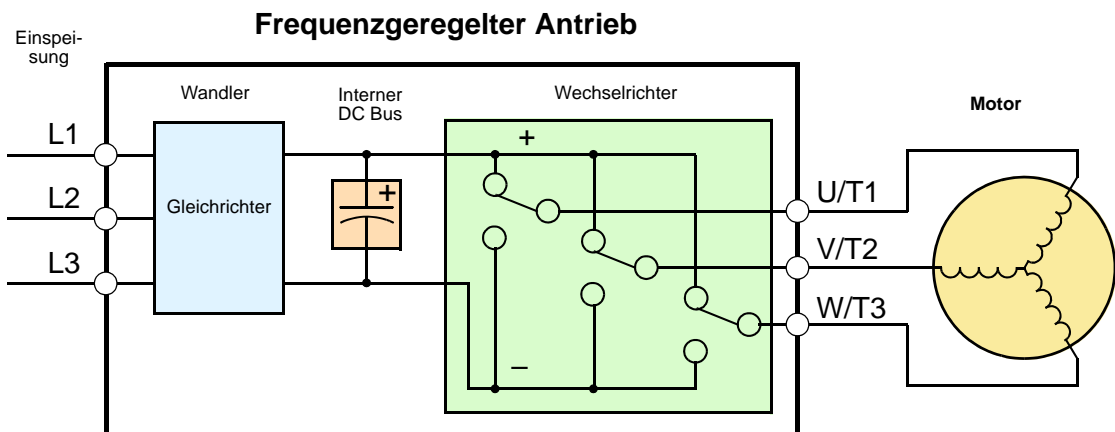 Frequenzgeregelter Antrieb
Einspei-
sung
Wandler
Interner
DC Bus
Wechselrichter
Motor
L1
L2
L3
Gleichrichter
+
+
–
U/T1
V/T2
W/T3